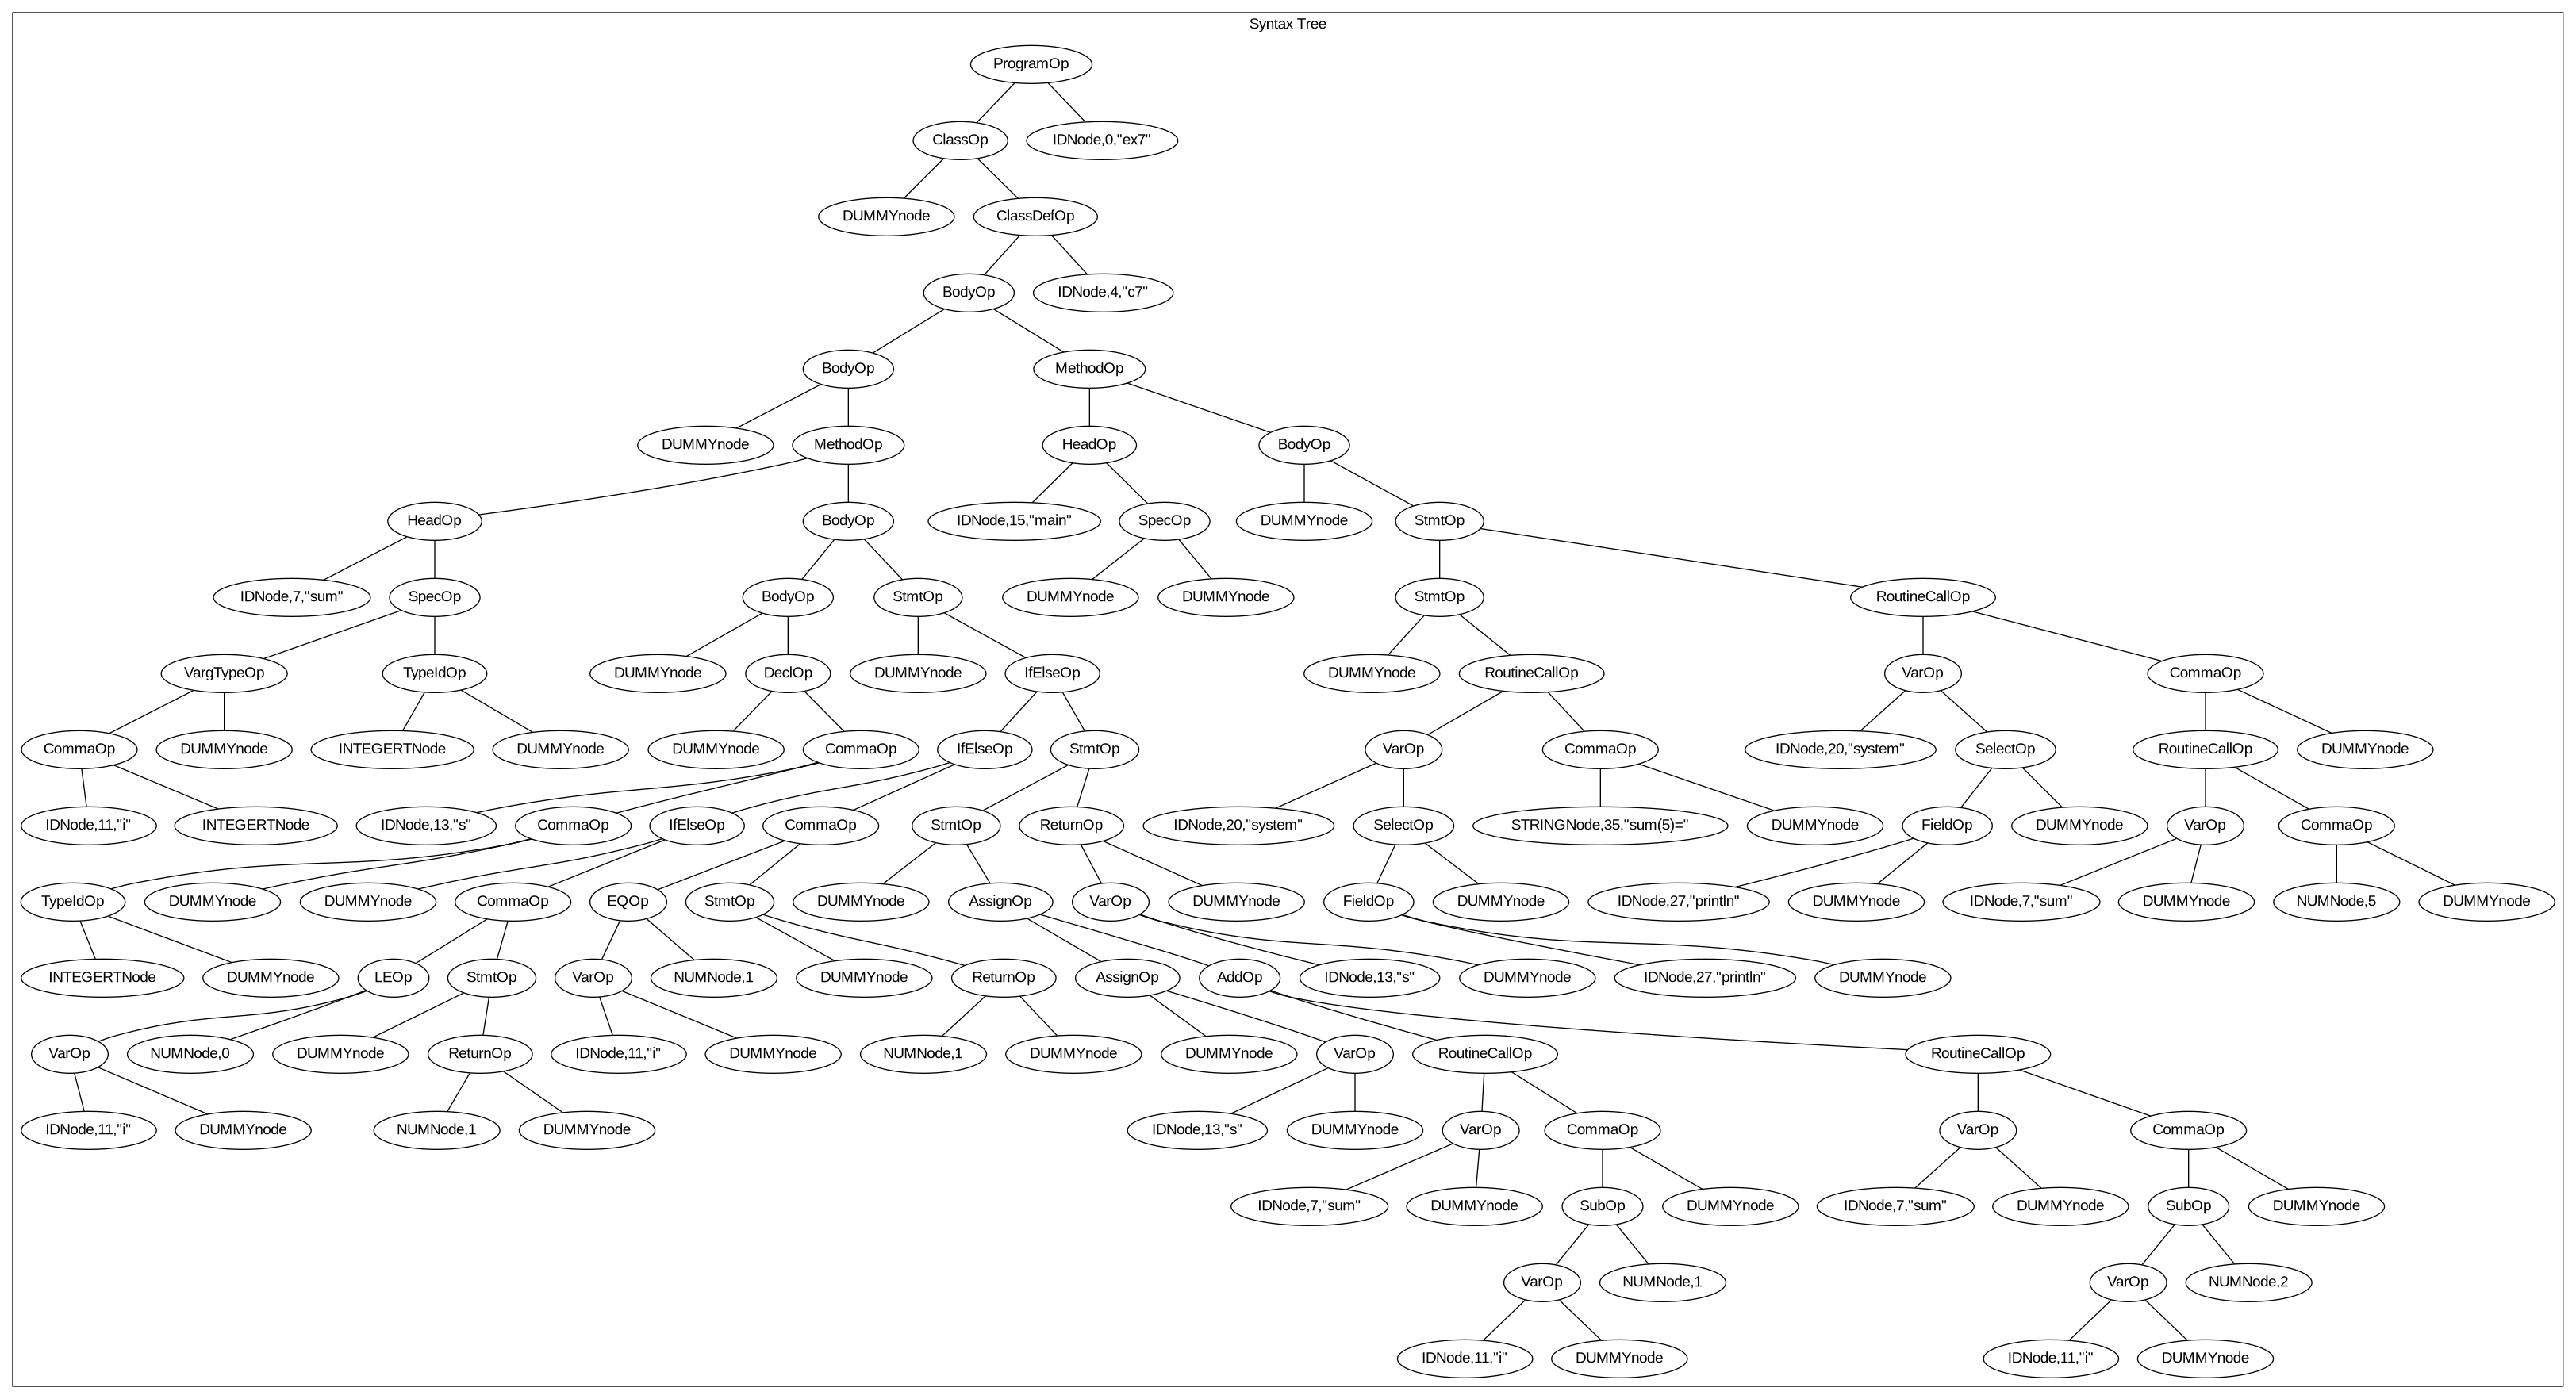 Syntax Tree
ProgramOp
ClassOp IDNode,0,"ex7"
DUMMYnode ClassDefOp
BodyOp IDNode,4,"c7"
BodyOp MethodOp
DUMMYnode MethodOp HeadOp BodyOp
HeadOp BodyOp IDNode,15,"main" SpecOp DUMMYnode StmtOp
IDNode,7,"sum" SpecOp BodyOp StmtOp DUMMYnode DUMMYnode StmtOp RoutineCallOp
VargTypeOp TypeIdOp DUMMYnode DeclOp DUMMYnode IfElseOp DUMMYnode RoutineCallOp VarOp CommaOp
CommaOp DUMMYnode INTEGERTNode DUMMYnode DUMMYnode CommaOp IfElseOp StmtOp VarOp CommaOp IDNode,20,"system" SelectOp RoutineCallOp DUMMYnode
IDNode,11,"i" INTEGERTNode IDNode,13,"s" CommaOp IfElseOp CommaOp StmtOp ReturnOp IDNode,20,"system" SelectOp STRINGNode,35,"sum(5)=" DUMMYnode FieldOp DUMMYnode VarOp CommaOp
TypeIdOp DUMMYnode DUMMYnode CommaOp EQOp StmtOp DUMMYnode AssignOp VarOp DUMMYnode FieldOp DUMMYnode IDNode,27,"println" DUMMYnode IDNode,7,"sum" DUMMYnode NUMNode,5 DUMMYnode
INTEGERTNode DUMMYnode LEOp StmtOp VarOp NUMNode,1 DUMMYnode ReturnOp AssignOp AddOp IDNode,13,"s" DUMMYnode IDNode,27,"println" DUMMYnode
VarOp NUMNode,0 DUMMYnode ReturnOp IDNode,11,"i" DUMMYnode NUMNode,1 DUMMYnode DUMMYnode VarOp RoutineCallOp RoutineCallOp
IDNode,11,"i" DUMMYnode NUMNode,1 DUMMYnode IDNode,13,"s" DUMMYnode VarOp CommaOp VarOp CommaOp
IDNode,7,"sum" DUMMYnode SubOp DUMMYnode IDNode,7,"sum" DUMMYnode SubOp DUMMYnode
VarOp NUMNode,1 VarOp NUMNode,2
IDNode,11,"i" DUMMYnode IDNode,11,"i" DUMMYnode